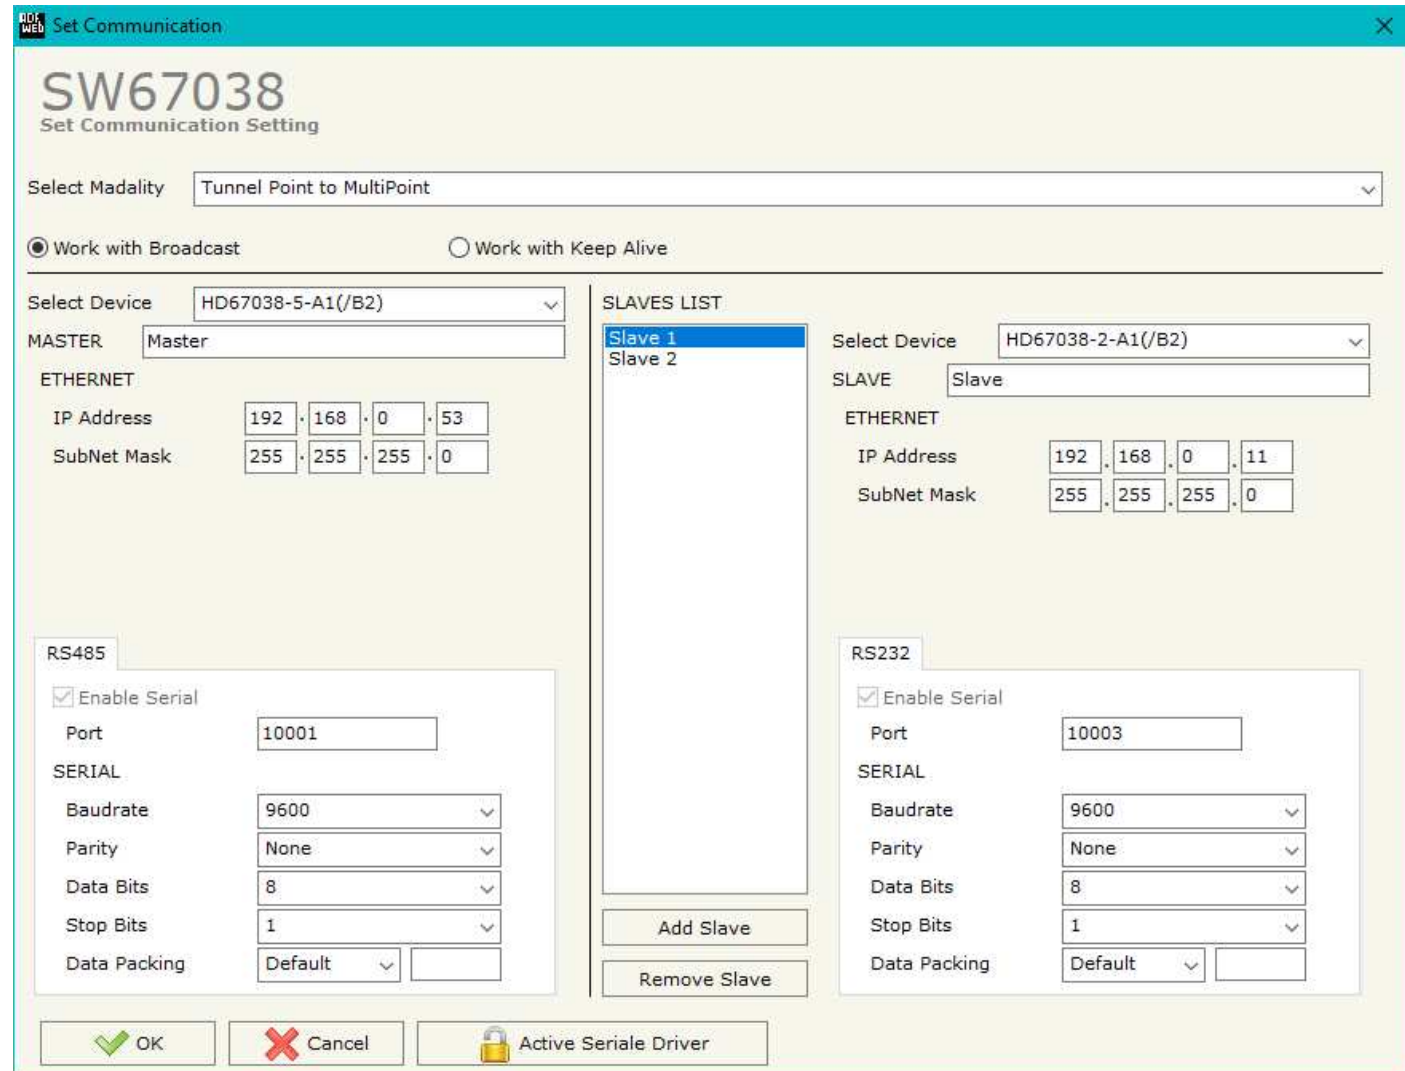 ADF
WEB Set Communication
SW67038
Set Communication Setting
Select Madality Tunnel Point to MultiPoint
Work with Broadcast Work with Keep Alive
Select Device HD67038-5-A1(/B2)
MASTER Master
ETHERNET
IP Address 192 . 168 . 0 . 53
SubNet Mask 255 . 255 . 255 . 0
RS485
Enable Serial
Port 10001
SERIAL
Baudrate 9600
Parity None
Data Bits 8
Stop Bits 1
Data Packing Default
SLAVES LIST
Slave 1
Slave 2
Add Slave
Remove Slave
Select Device HD67038-2-A1(/B2)
SLAVE Slave
ETHERNET
IP Address 192 . 168 . 0 . 11
SubNet Mask 255 . 255 . 255 . 0
RS232
Enable Serial
Port 10003
SERIAL
Baudrate 9600
Parity None
Data Bits 8
Stop Bits 1
Data Packing Default
OK Cancel Active Seriale Driver